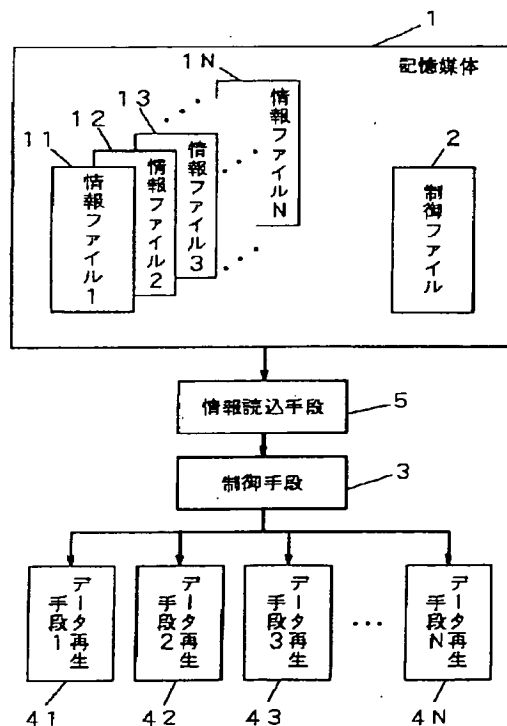 1
記憶媒体
1N
13
12
11
2
情報ファイル1
情報ファイル2
情報ファイル3
情報ファイルN
制御ファイル
情報読込手段
5
制御手段
3
データ再生
手段1
データ再生
手段2
データ再生
手段3
データ再生
手段N
41
42
43
4N